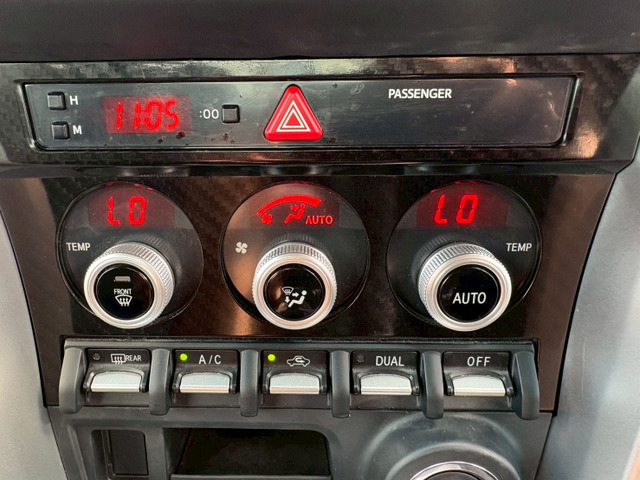 H 11:05 :00 PASSENGER
M
LO AUTO LO
TEMP TEMP
FRONT AUTO
REAR A/C DUAL OFF